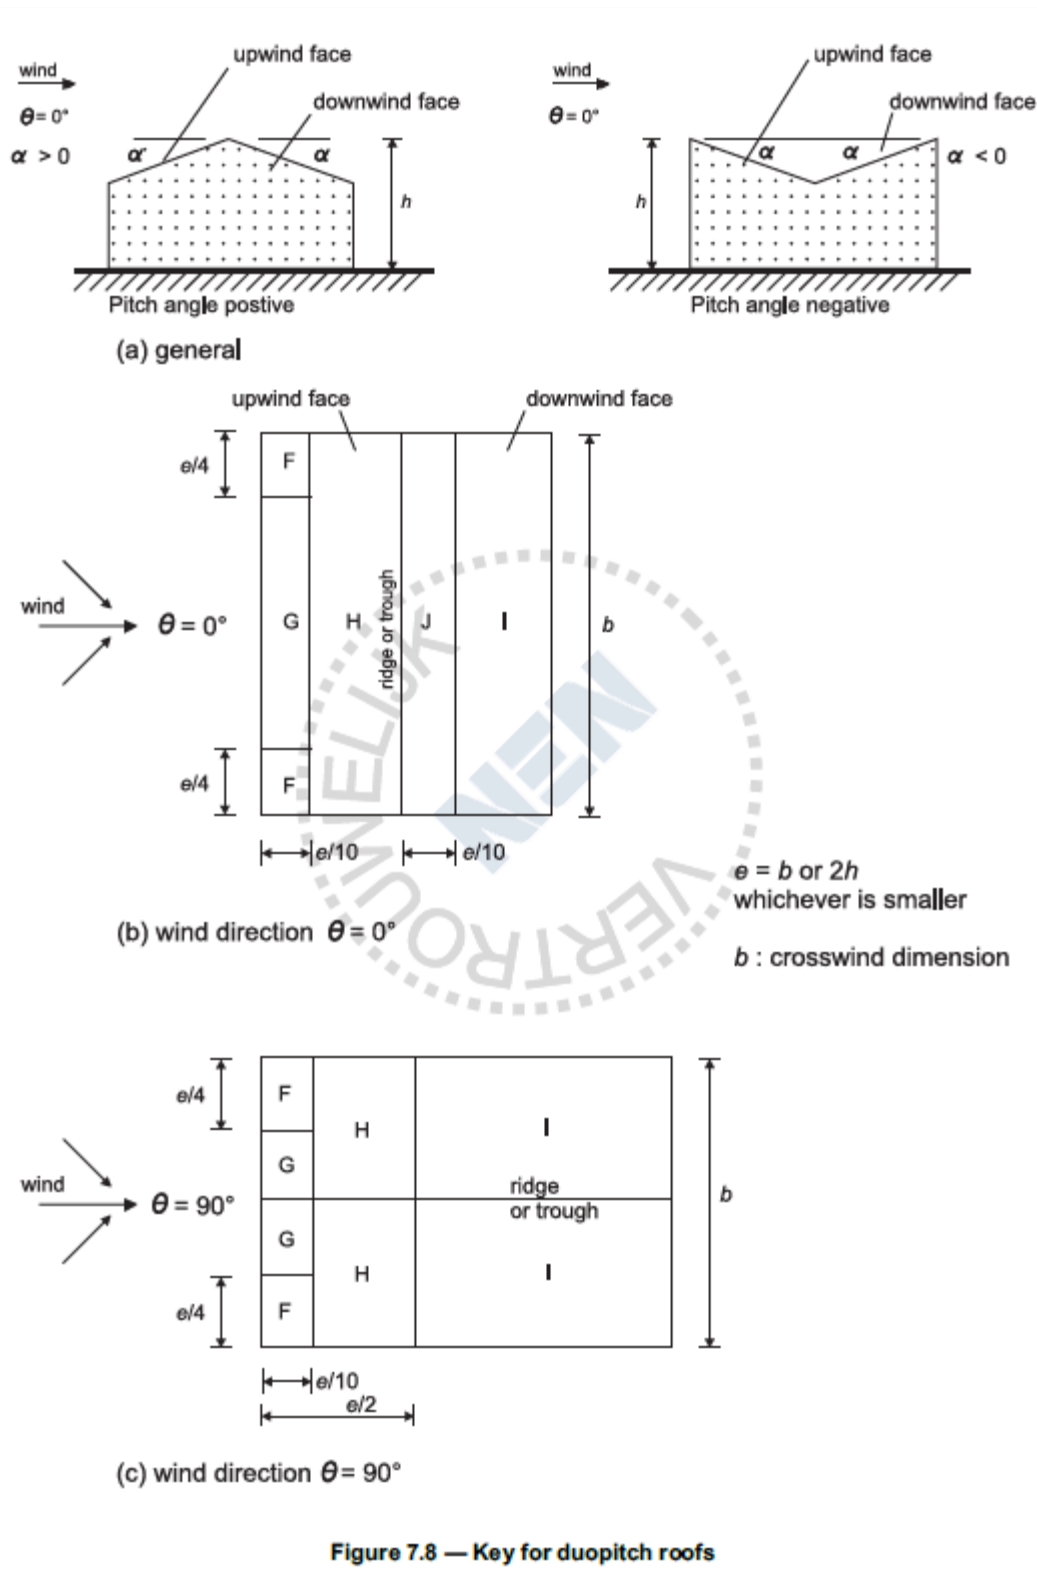 upwind face
wind
downwind face
θ = 0°
α > 0
α
α
h
Pitch angle postive
upwind face
wind
downwind face
θ = 0°
α
α
α < 0
h
Pitch angle negative
(a) general
upwind face
downwind face
e/4
F
wind
θ = 0°
G
H
ridge or trough
J
I
b
e/4
F
e/10
e/10
e = b or 2h
whichever is smaller
b : crosswind dimension
(b) wind direction θ = 0°
VERTROUWELIJK
NEN
e/4
F
H
I
G
wind
θ = 90°
ridge
or trough
b
G
H
I
e/4
F
e/10
e/2
(c) wind direction θ = 90°
Figure 7.8 — Key for duopitch roofs